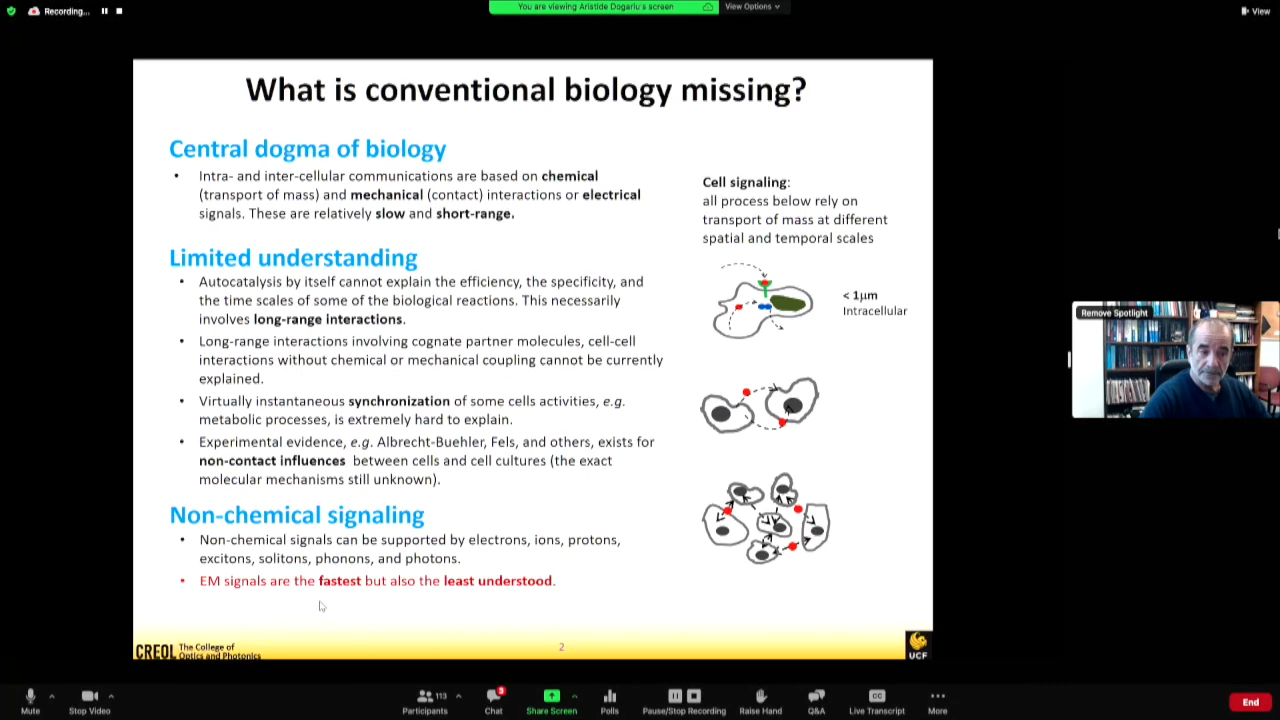 Recording...
You are viewing Aristide Dogariu's screen
View Options
View
What is conventional biology missing?
Central dogma of biology
• Intra- and inter-cellular communications are based on chemical
(transport of mass) and mechanical (contact) interactions or electrical
signals. These are relatively slow and short-range.
Limited understanding
• Autocatalysis by itself cannot explain the efficiency, the specificity, and
the time scales of some of the biological reactions. This necessarily
involves long-range interactions.
• Long-range interactions involving cognate partner molecules, cell-cell
interactions without chemical or mechanical coupling cannot be currently
explained.
• Virtually instantaneous synchronization of some cells activities, e.g.
metabolic processes, is extremely hard to explain.
• Experimental evidence, e.g. Albrecht-Buehler, Fels, and others, exists for
non-contact influences between cells and cell cultures (the exact
molecular mechanisms still unknown).
Non-chemical signaling
• Non-chemical signals can be supported by electrons, ions, protons,
excitons, solitons, phonons, and photons.
• EM signals are the fastest but also the least understood.
Cell signaling:
all process below rely on
transport of mass at different
spatial and temporal scales
< 1μm
Intracellular
Remove Spotlight
CREOL The College of
Optics and Photonics
2
UCF
Mute
Stop Video
113
Participants
Chat
Share Screen
Polls
Pause/Stop Recording
Raise Hand
Q&A
CC
Live Transcript
More
End